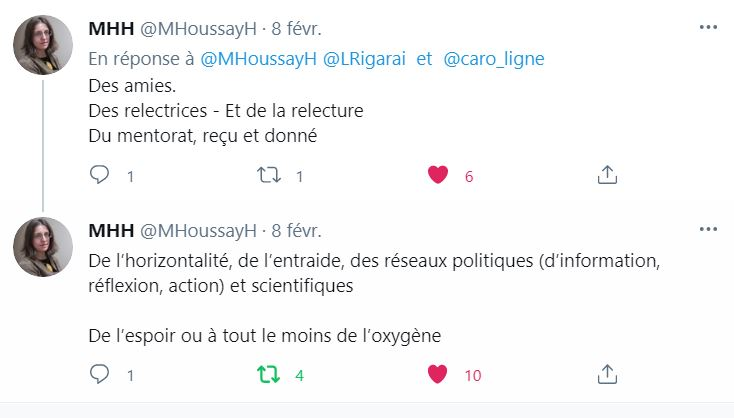 MHH @MHoussayH · 8 févr.
En réponse à @MHoussayH @LRigarai et @caro_ligne
Des amies.
Des relectrices - Et de la relecture
Du mentorat, reçu et donné
1 1 6
MHH @MHoussayH · 8 févr.
De l’horizontalité, de l’entraide, des réseaux politiques (d’information,
réflexion, action) et scientifiques
De l’espoir ou à tout le moins de l’oxygène
1 4 10